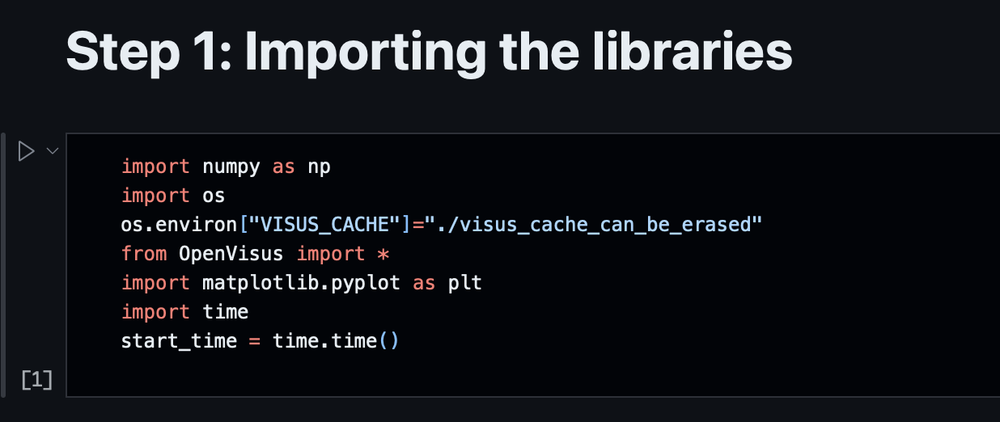 Step 1: Importing the libraries
import numpy as np
import os
os.environ["VISUS_CACHE"]="./visus_cache_can_be_erased"
from OpenVisus import *
import matplotlib.pyplot as plt
import time
start_time = time.time()
[1]